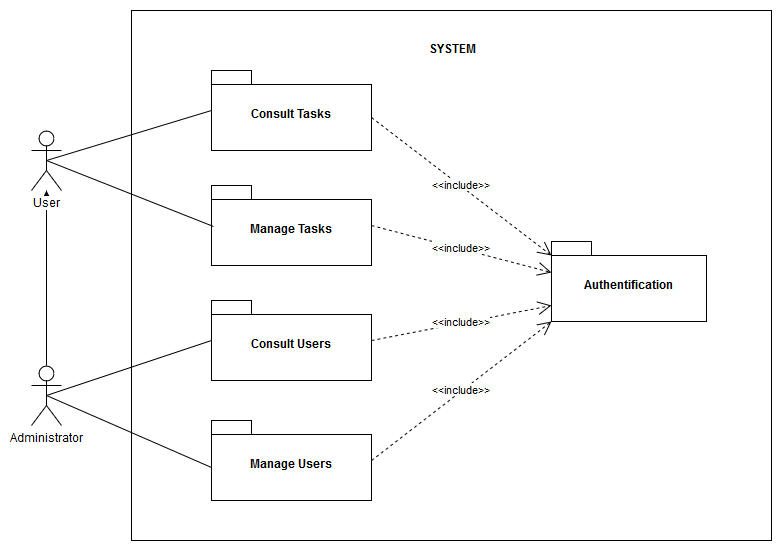 SYSTEM
Consult Tasks
<<include>>
User
Manage Tasks
<<include>>
Authentification
<<include>>
Consult Users
<<include>>
Administrator
Manage Users